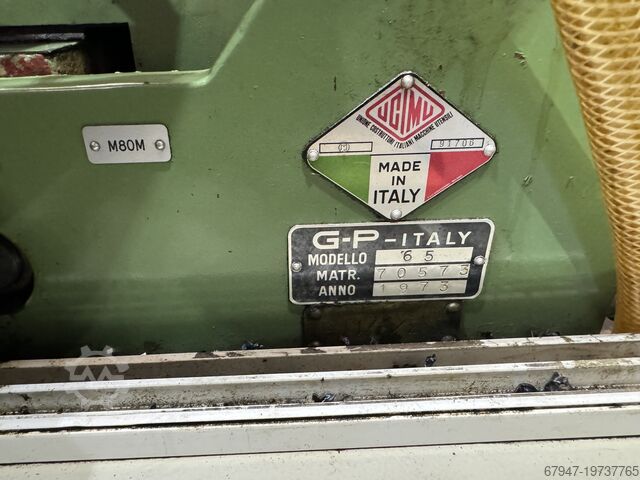 M80M
UCIMU
UNIONE COSTRUTTORI ITALIANI MACCHINE UTENSILI
91706
MADE
IN
ITALY
G-P-ITALY
MODELLO 65
MATR. 70573
ANNO 1973
67947-19737765